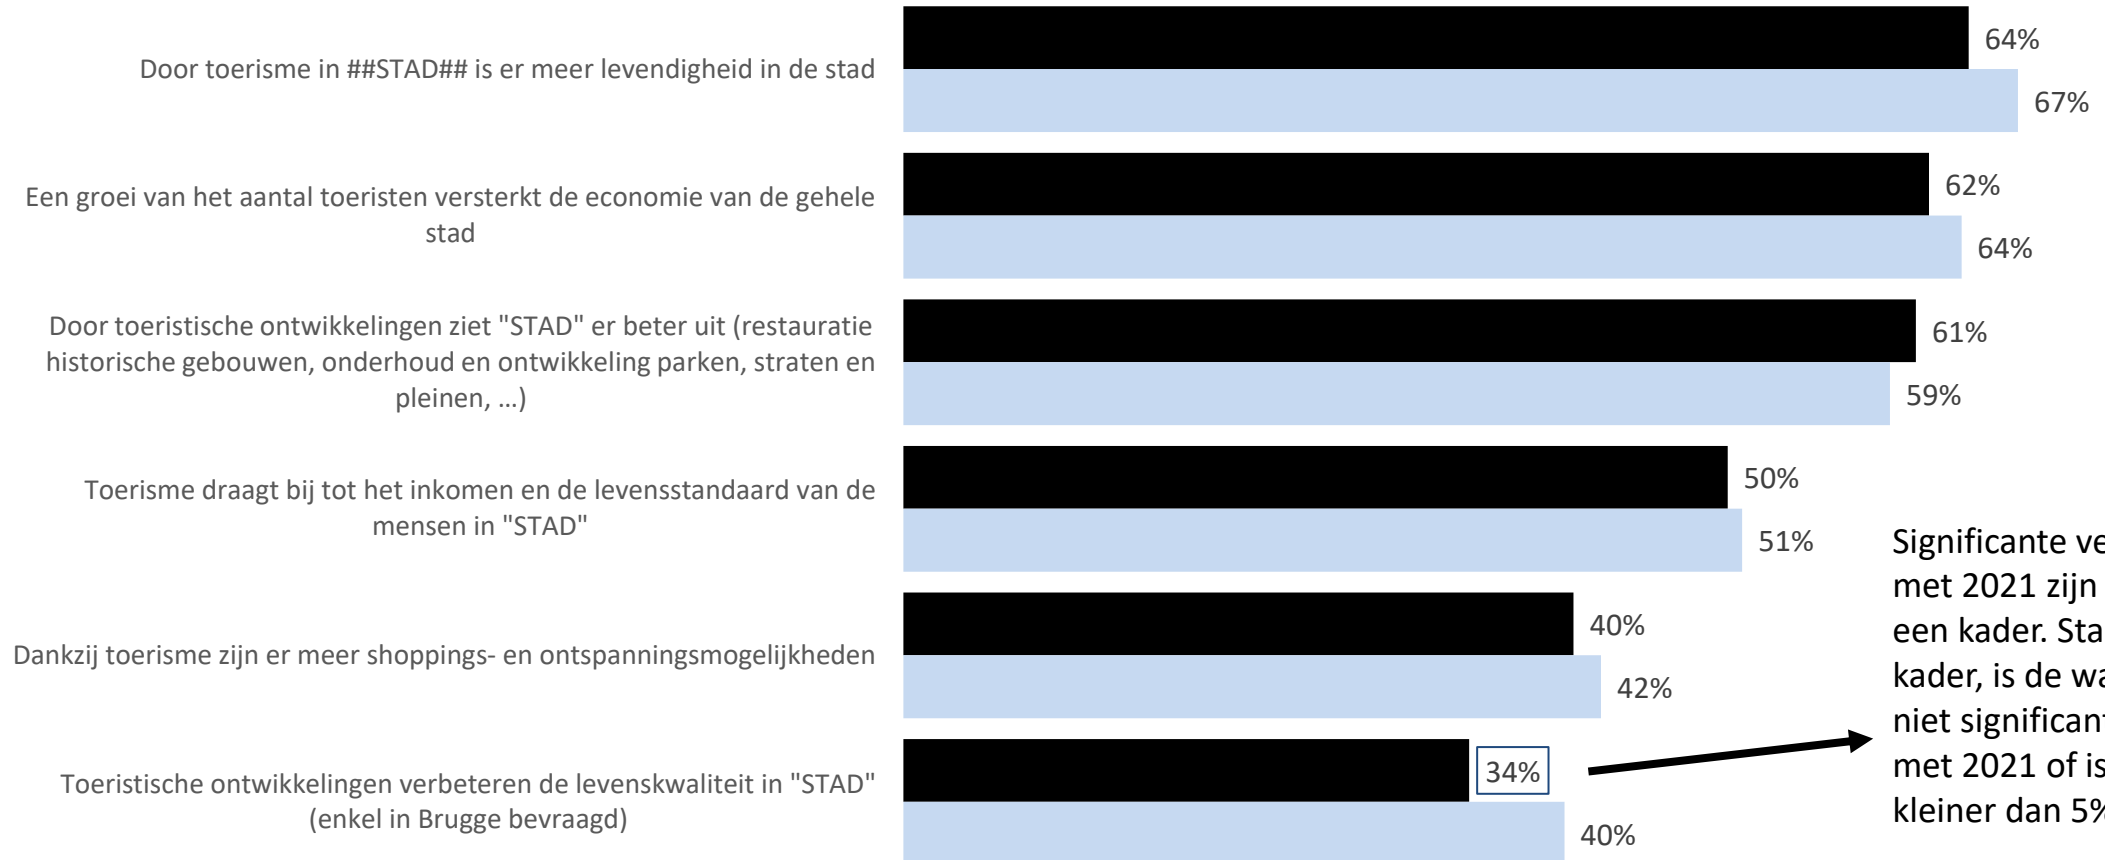 Door toerisme in ##STAD## is er meer levendigheid in de stad
64%
67%
Een groei van het aantal toeristen versterkt de economie van de gehele
stad
62%
64%
Door toeristische ontwikkelingen ziet "STAD" er beter uit (restauratie
historische gebouwen, onderhoud en ontwikkeling parken, straten en
pleinen, ...)
61%
59%
Toerisme draagt bij tot het inkomen en de levensstandaard van de
mensen in "STAD"
50%
51%
Dankzij toerisme zijn er meer shoppings- en ontspanningsmogelijkheden
40%
42%
Toeristische ontwikkelingen verbeteren de levenskwaliteit in "STAD"
(enkel in Brugge bevraagd)
34%
40%
Significante
met 2021 zijn
een kader.
kader, is de
niet
met 2021 of
kleiner dan